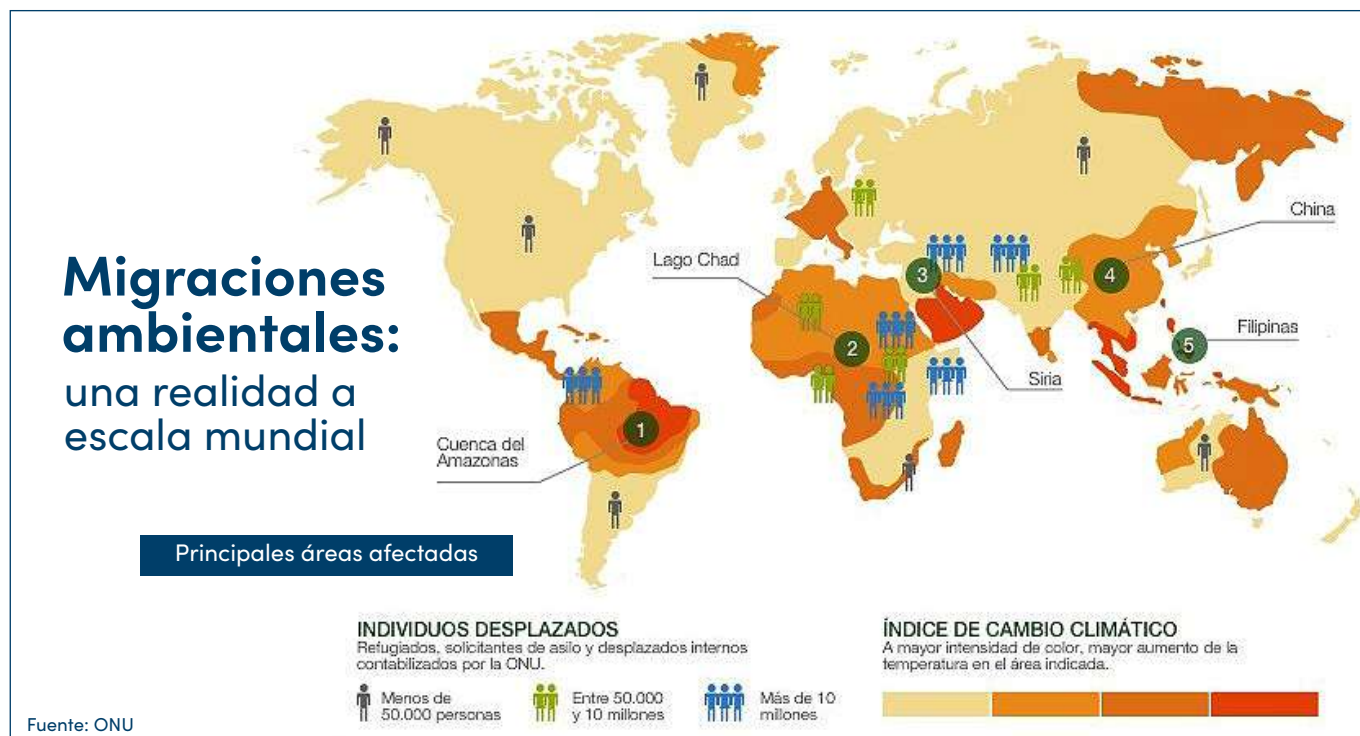 Migraciones
ambientales:
una realidad a
escala mundial
Principales áreas afectadas
Cuenca del
Amazonas
Lago Chad
Siria
China
Filipinas
1
2
3
4
5
INDIVIDUOS DESPLAZADOS
Refugiados, solicitantes de asilo y desplazados internos
contabilizados por la ONU.
Menos de
50.000 personas
Entre 50.000
y 10 millones
Más de 10
millones
ÍNDICE DE CAMBIO CLIMÁTICO
A mayor intensidad de color, mayor aumento de la
temperatura en el área indicada.
Fuente: ONU